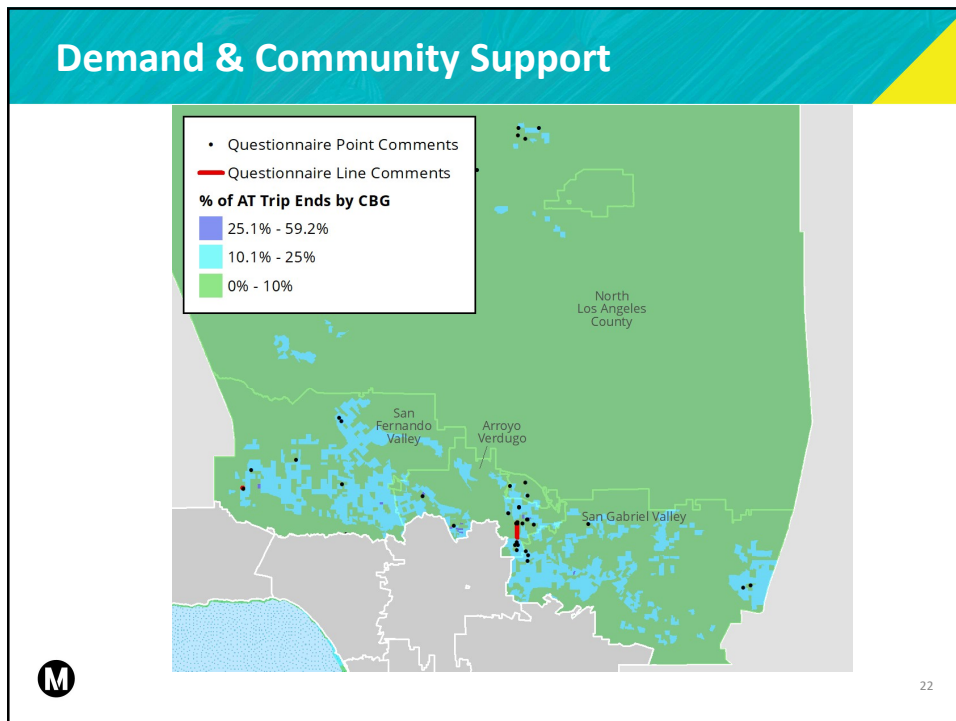 Demand & Community Support
Questionnaire Point Comments
Questionnaire Line Comments
% of AT Trip Ends by CBG
25.1% - 59.2%
10.1% - 25%
0% - 10%
North
Los Angeles
County
San
Fernando
Valley
Arroyo
Verdugo
San Gabriel Valley
M
22